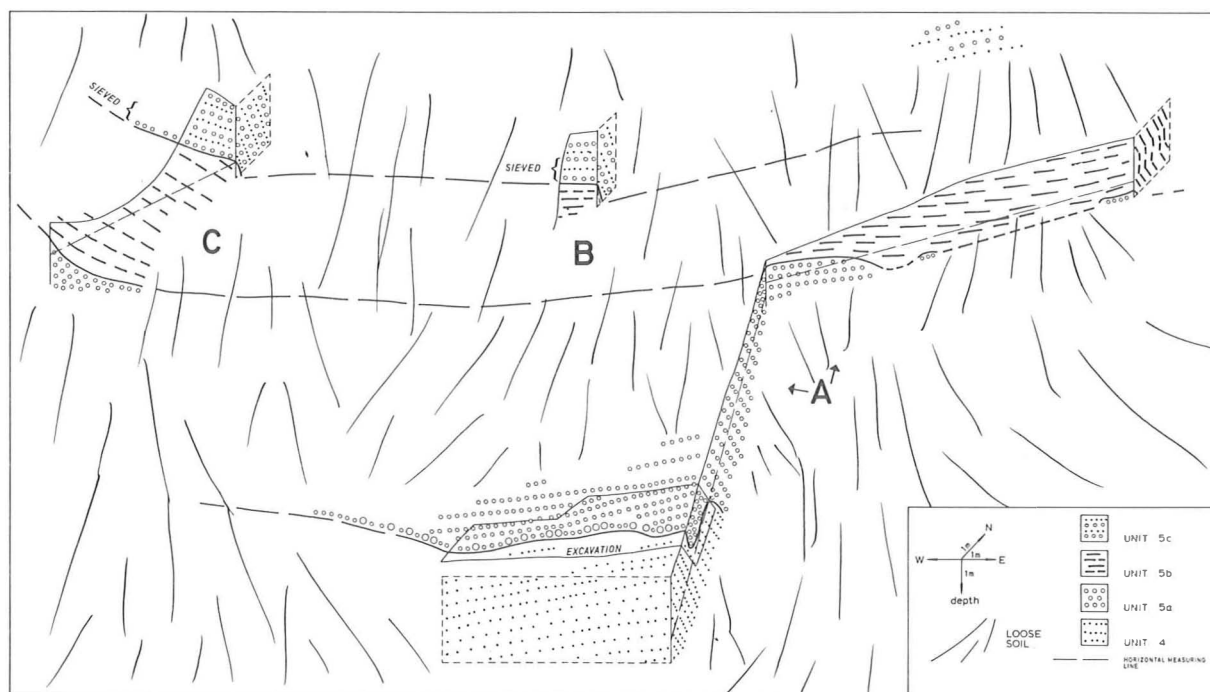 SIEVED {
SIEVED {
C
B
A
EXCAVATION
N
1m
W
1m
E
1m
depth
LOOSE
SOIL
UNIT 5c
UNIT 5b
UNIT 5a
UNIT 4
HORIZONTAL MEASURING
LINE